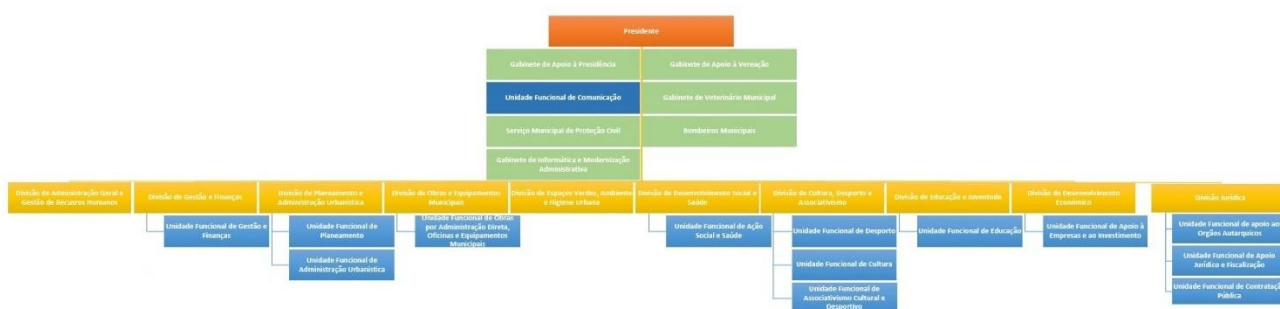 Presidente
Gabinete de Apoio à Presidência
Gabinete de Apoio à Vereação
Unidade Funcional de Comunicação
Gabinete de Veterinário Municipal
Serviço Municipal de Proteção Civil
Bombeiros Municipais
Gabinete de Informática e Modernização
Administrativa
Divisão de Administração Geral e
Gestão de Recursos Humanos
Divisão de Gestão e Finanças
Divisão de Planeamento e
Administração Urbanística
Divisão de Obras e Equipamentos
Municipais
Divisão de Espaços Verdes, Ambiente
e Higiene Urbana
Divisão de Desenvolvimento Social e
Saúde
Divisão de Cultura, Desporto e
Associativismo
Divisão de Educação e Juventude
Divisão de Desenvolvimento
Económico
Divisão Jurídica
Unidade Funcional de Gestão e
Finanças
Unidade Funcional de
Planeamento
Unidade Funcional de
Administração Urbanística
Unidade Funcional de Obras
por Administração Direta,
Oficinas e Equipamentos
Municipais
Unidade Funcional de Ação
Social e Saúde
Unidade Funcional de Desporto
Unidade Funcional de Cultura
Unidade Funcional de
Associativismo Cultural e
Desportivo
Unidade Funcional de Educação
Unidade Funcional de Apoio à
Empresas e ao Investimento
Unidade Funcional de apoio ao
Orgãos Autarquicos
Unidade Funcional de Apoio
Jurídico e Fiscalização
Unidade Funcional de Contrataçã
Pública